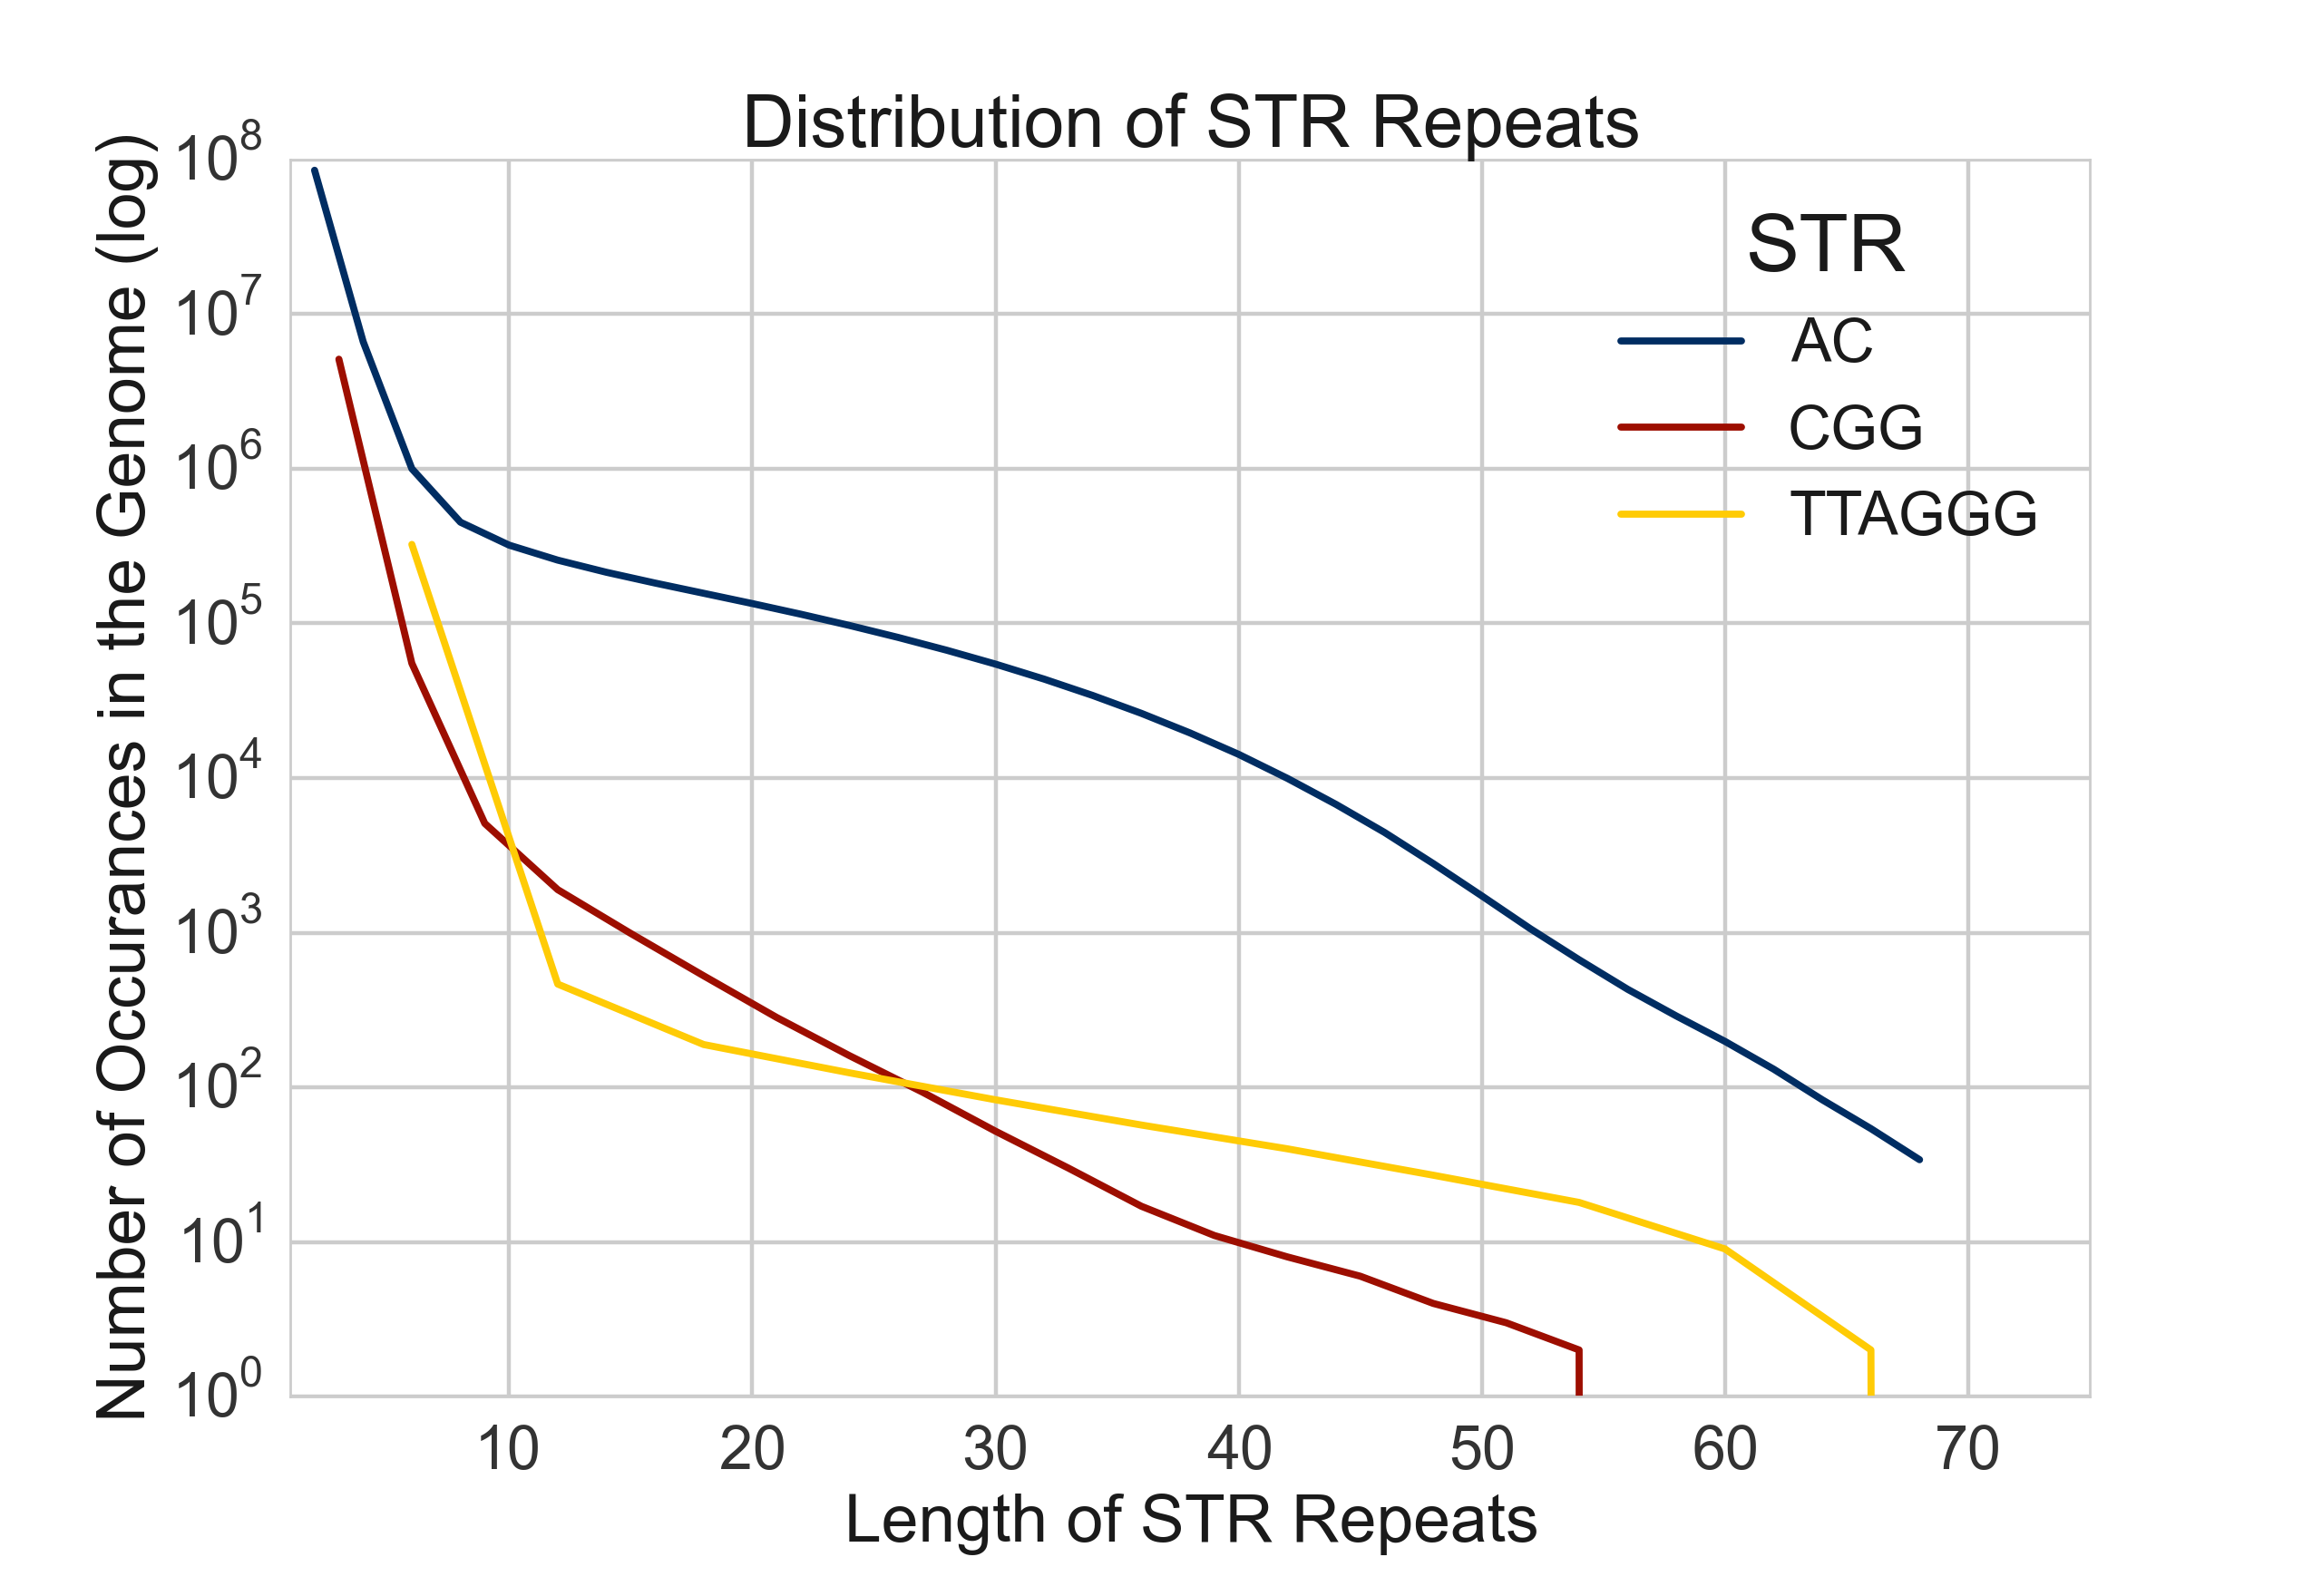 Distribution of STR Repeats
Number of Occurances in the Genome (log)
10^8
10^7
10^6
10^5
10^4
10^3
10^2
10^1
10^0
STR
AC
CGG
TTAGGG
10 20 30 40 50 60 70
Length of STR Repeats